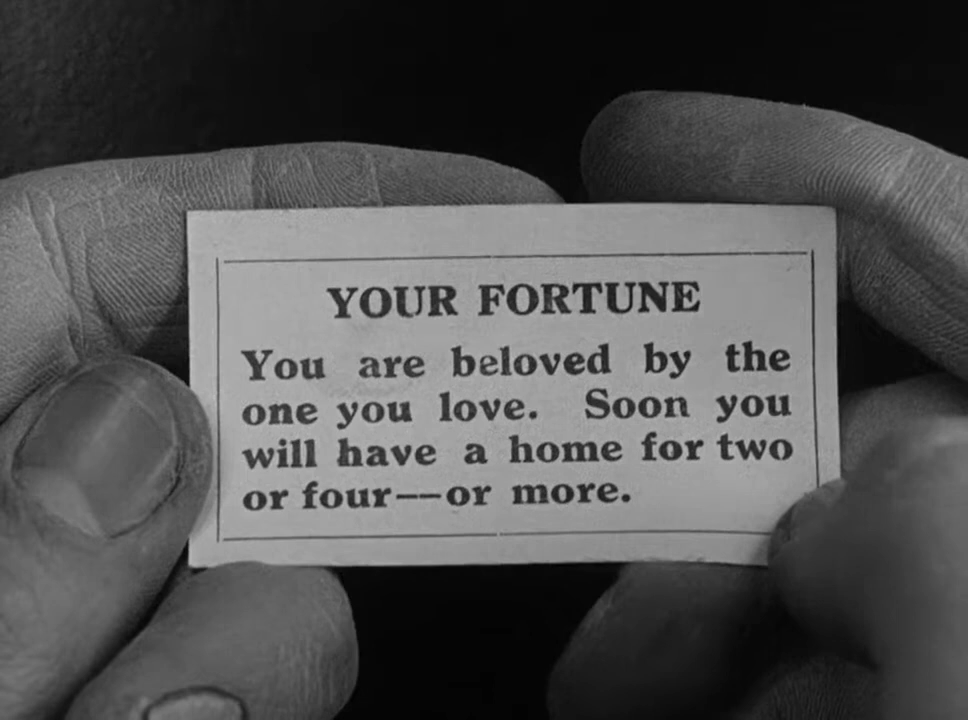 YOUR FORTUNE
You are beloved by the
one you love. Soon you
will have a home for two
or four--or more.